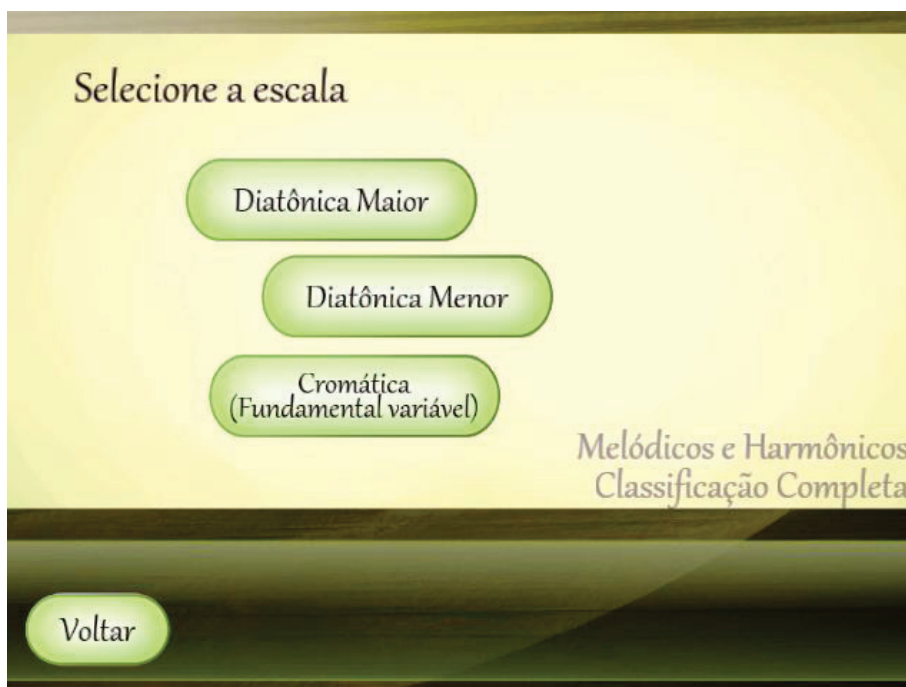 Selecione a escala
Diatônica Maior
Diatônica Menor
Cromática
(Fundamental variável)
Melódicos e Harmônicos
Classificação Completa
Voltar